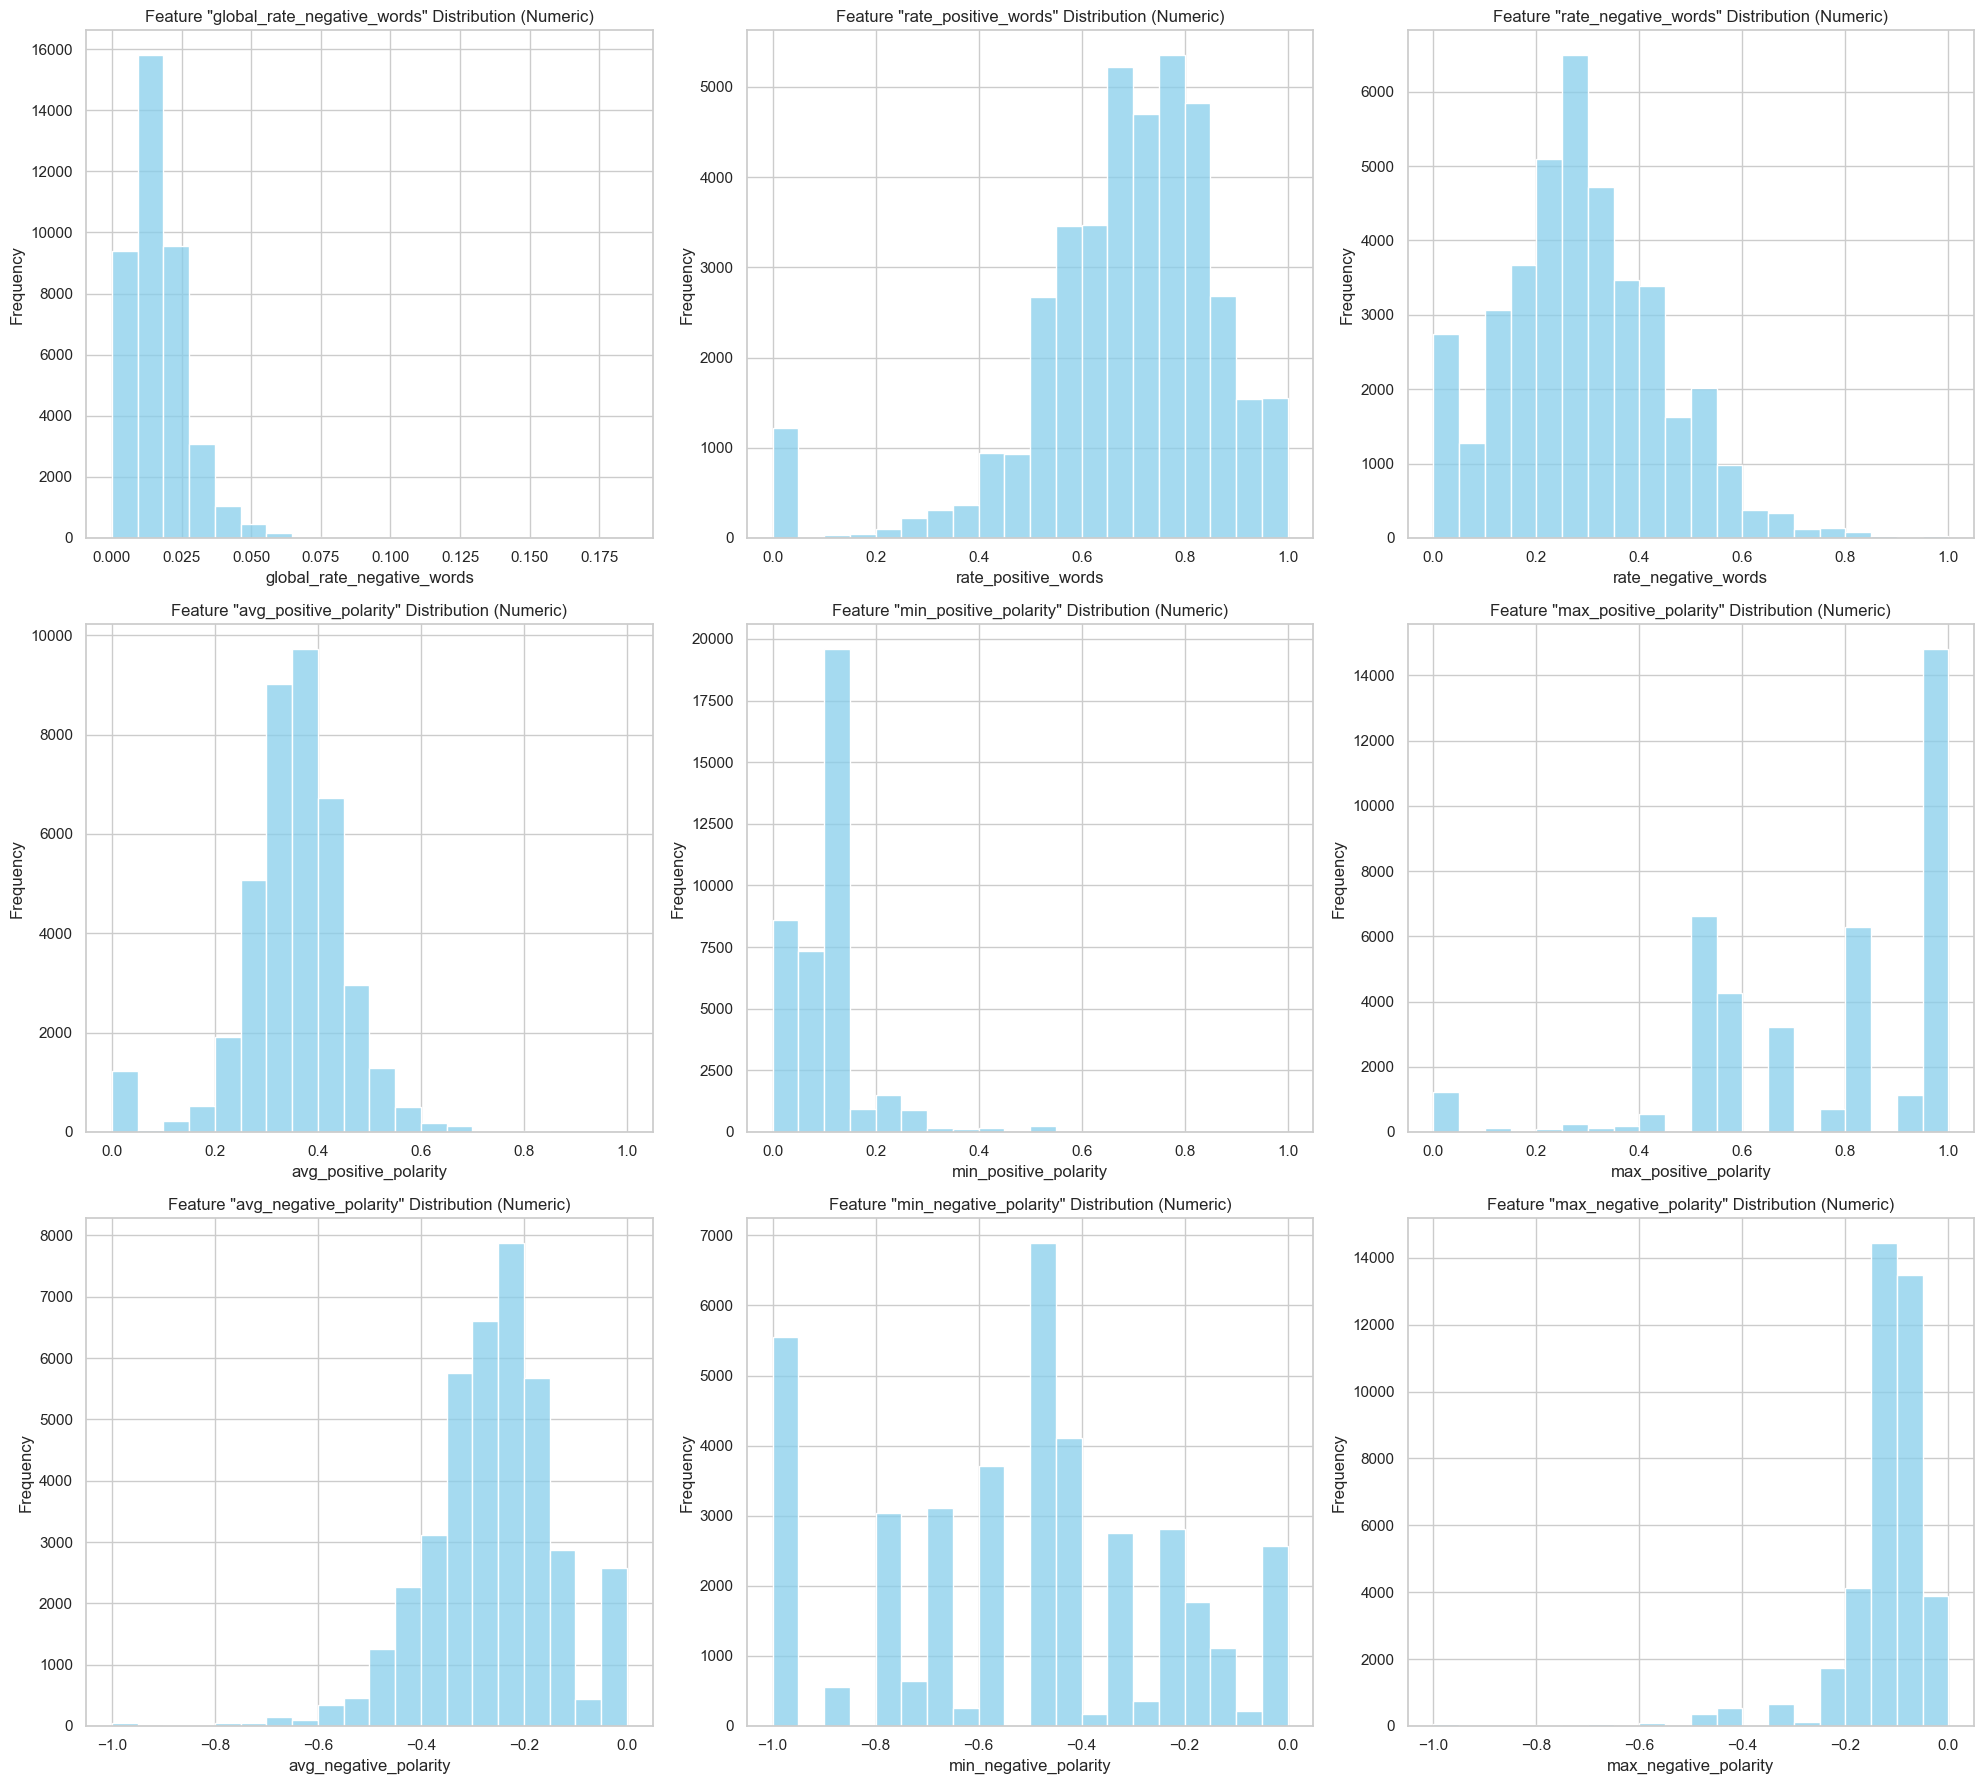 Feature "global_rate_negative_words" Distribution (Numeric)
16000
14000
12000
10000
8000
6000
4000
2000
0
Frequency
0.000 0.025 0.050 0.075 0.100 0.125 0.150 0.175
global_rate_negative_words
Feature "rate_positive_words" Distribution (Numeric)
5000
4000
3000
2000
1000
0
Frequency
0.0 0.2 0.4 0.6 0.8 1.0
rate_positive_words
Feature "rate_negative_words" Distribution (Numeric)
6000
5000
4000
3000
2000
1000
0
Frequency
0.0 0.2 0.4 0.6 0.8 1.0
rate_negative_words
Feature "avg_positive_polarity" Distribution (Numeric)
10000
8000
6000
4000
2000
0
Frequency
0.0 0.2 0.4 0.6 0.8 1.0
avg_positive_polarity
Feature "min_positive_polarity" Distribution (Numeric)
20000
17500
15000
12500
10000
7500
5000
2500
0
Frequency
0.0 0.2 0.4 0.6 0.8 1.0
min_positive_polarity
Feature "max_positive_polarity" Distribution (Numeric)
14000
12000
10000
8000
6000
4000
2000
0
Frequency
0.0 0.2 0.4 0.6 0.8 1.0
max_positive_polarity
Feature "avg_negative_polarity" Distribution (Numeric)
8000
7000
6000
5000
4000
3000
2000
1000
0
Frequency
−1.0 −0.8 −0.6 −0.4 −0.2 0.0
avg_negative_polarity
Feature "min_negative_polarity" Distribution (Numeric)
7000
6000
5000
4000
3000
2000
1000
0
Frequency
−1.0 −0.8 −0.6 −0.4 −0.2 0.0
min_negative_polarity
Feature "max_negative_polarity" Distribution (Numeric)
14000
12000
10000
8000
6000
4000
2000
0
Frequency
−1.0 −0.8 −0.6 −0.4 −0.2 0.0
max_negative_polarity